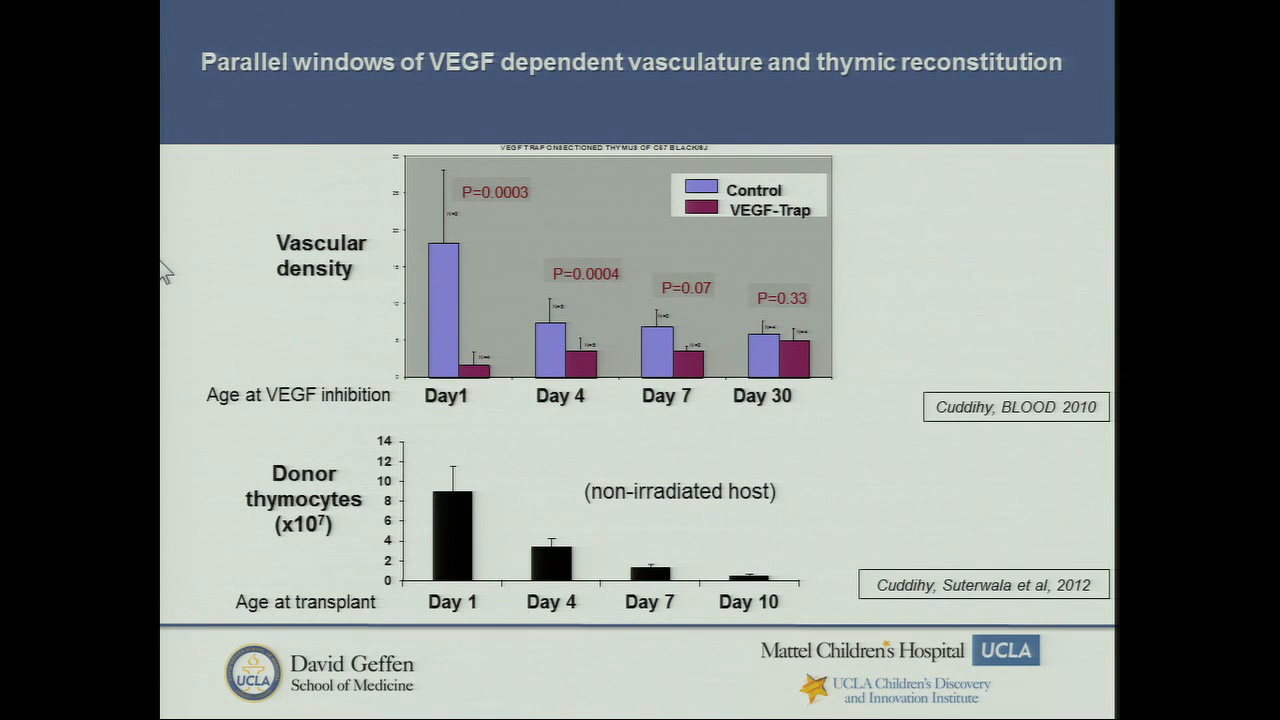 Parallel windows of VEGF dependent vasculature and thymic reconstitution
VEGF TRAP ON SECTIONED THYMUS OF C57 BLACK/6J
P=0.0003
Control
VEGF-Trap
Vascular
density
P=0.0004
P=0.07
P=0.33
Age at VEGF inhibition
Day1
Day 4
Day 7
Day 30
Cuddihy, BLOOD 2010
14
12
10
8
6
4
2
0
Donor
thymocytes
(x10⁷)
(non-irradiated host)
Cuddihy, Suterwala et al, 2012
Age at transplant
Day 1
Day 4
Day 7
Day 10
UCLA
David Geffen
School of Medicine
Mattel Children's Hospital
UCLA
UCLA Children's Discovery
and Innovation Institute